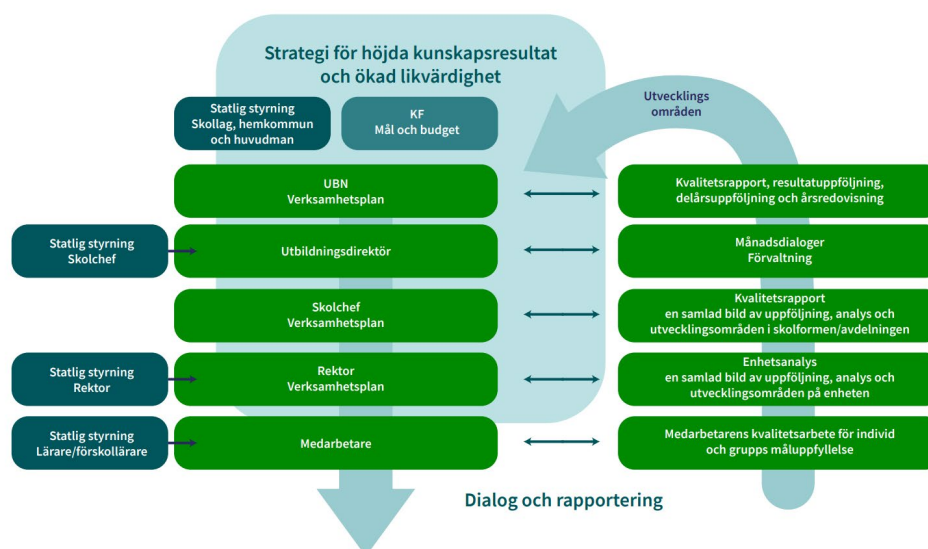 Strategi för höjda kunskapsresultat
och ökad likvärdighet
Utvecklings
områden
Statlig styrning
Skollag, hemkommun
och huvudman
KF
Mål och budget
UBN
Verksamhetsplan
Kvalitetsrapport, resultatuppföljning,
delårsuppföljning och årsredovisning
Statlig styrning
Skolchef
Utbildningsdirektör
Månadsdialoger
Förvaltning
Skolchef
Verksamhetsplan
Kvalitetsrapport
en samlad bild av uppföljning, analys och
utvecklingsområden i skolformen/avdelningen
Statlig styrning
Rektor
Rektor
Verksamhetsplan
Enhetsanalys
en samlad bild av uppföljning, analys och
utvecklingsområden på enheten
Statlig styrning
Lärare/förskollärare
Medarbetare
Medarbetarens kvalitetsarbete för individ
och grupps måluppfyllelse
Dialog och rapportering